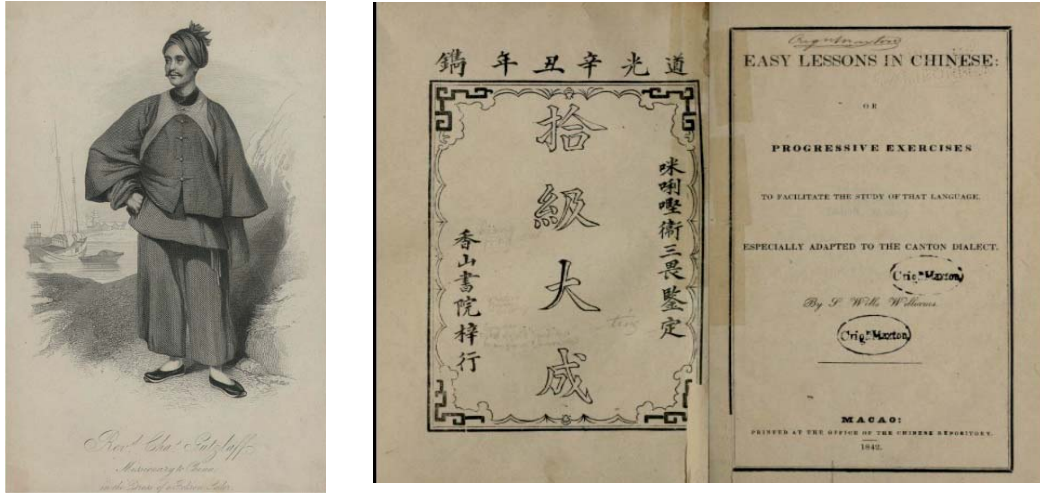 Revd. Chas. Gutzlaff.
Missionary to China
in the Dress of a Fokien Sailor.
道光辛丑年鐫
咪唎𠼤衛三畏鑒定
拾級大成
香山書院梓行
EASY LESSONS IN CHINESE:
OR
PROGRESSIVE EXERCISES
TO FACILITATE THE STUDY OF THAT LANGUAGE,
ESPECIALLY ADAPTED TO THE CANTON DIALECT,
By S. Wells Williams.
MACAO:
PRINTED AT THE OFFICE OF THE CHINESE REPOSITORY.
1842.